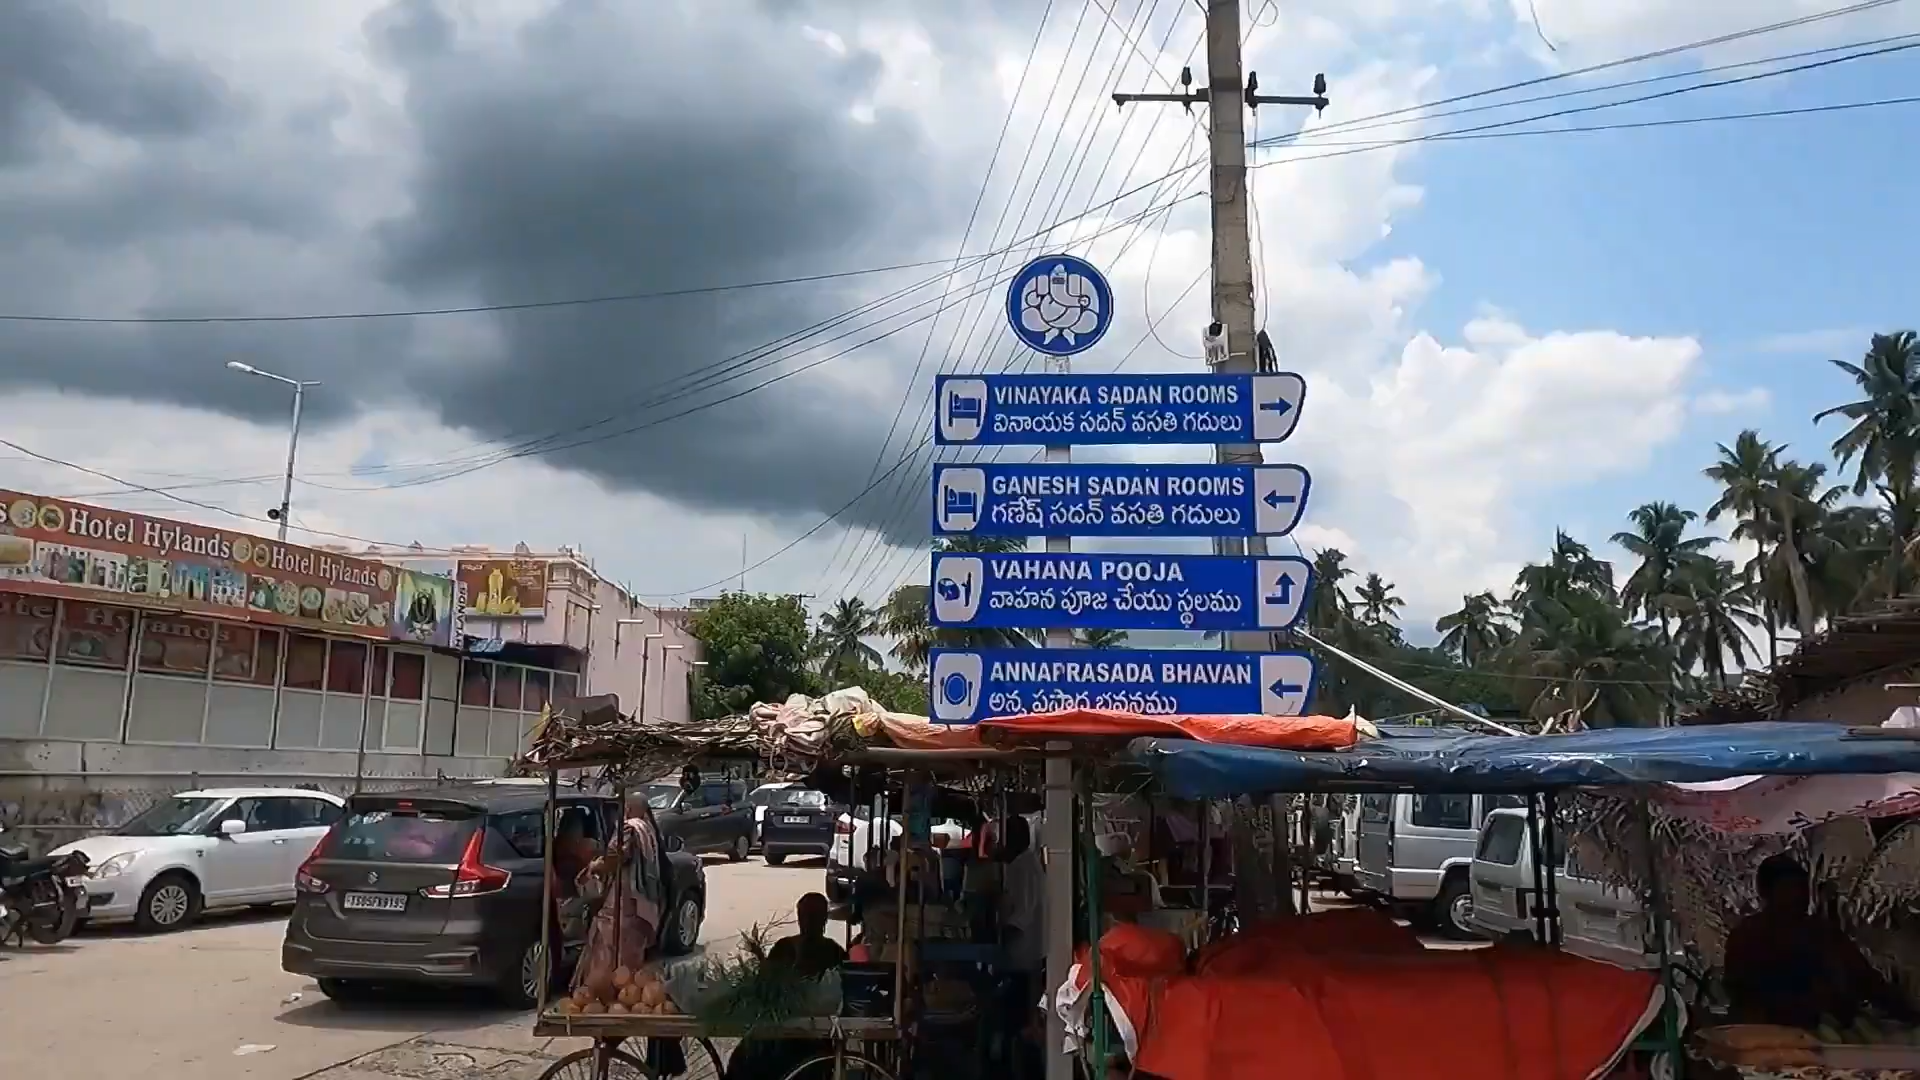 Hotel Hylands
Hotel Hylands
VINAYAKA SADAN ROOMS
వినాయక సదన్ వసతి గదులు
GANESH SADAN ROOMS
గణేష్ సదన్ వసతి గదులు
VAHANA POOJA
వాహన పూజ చేయు స్థలము
ANNAPRASADA BHAVAN
అన్న ప్రసాద భవనము
Hylands